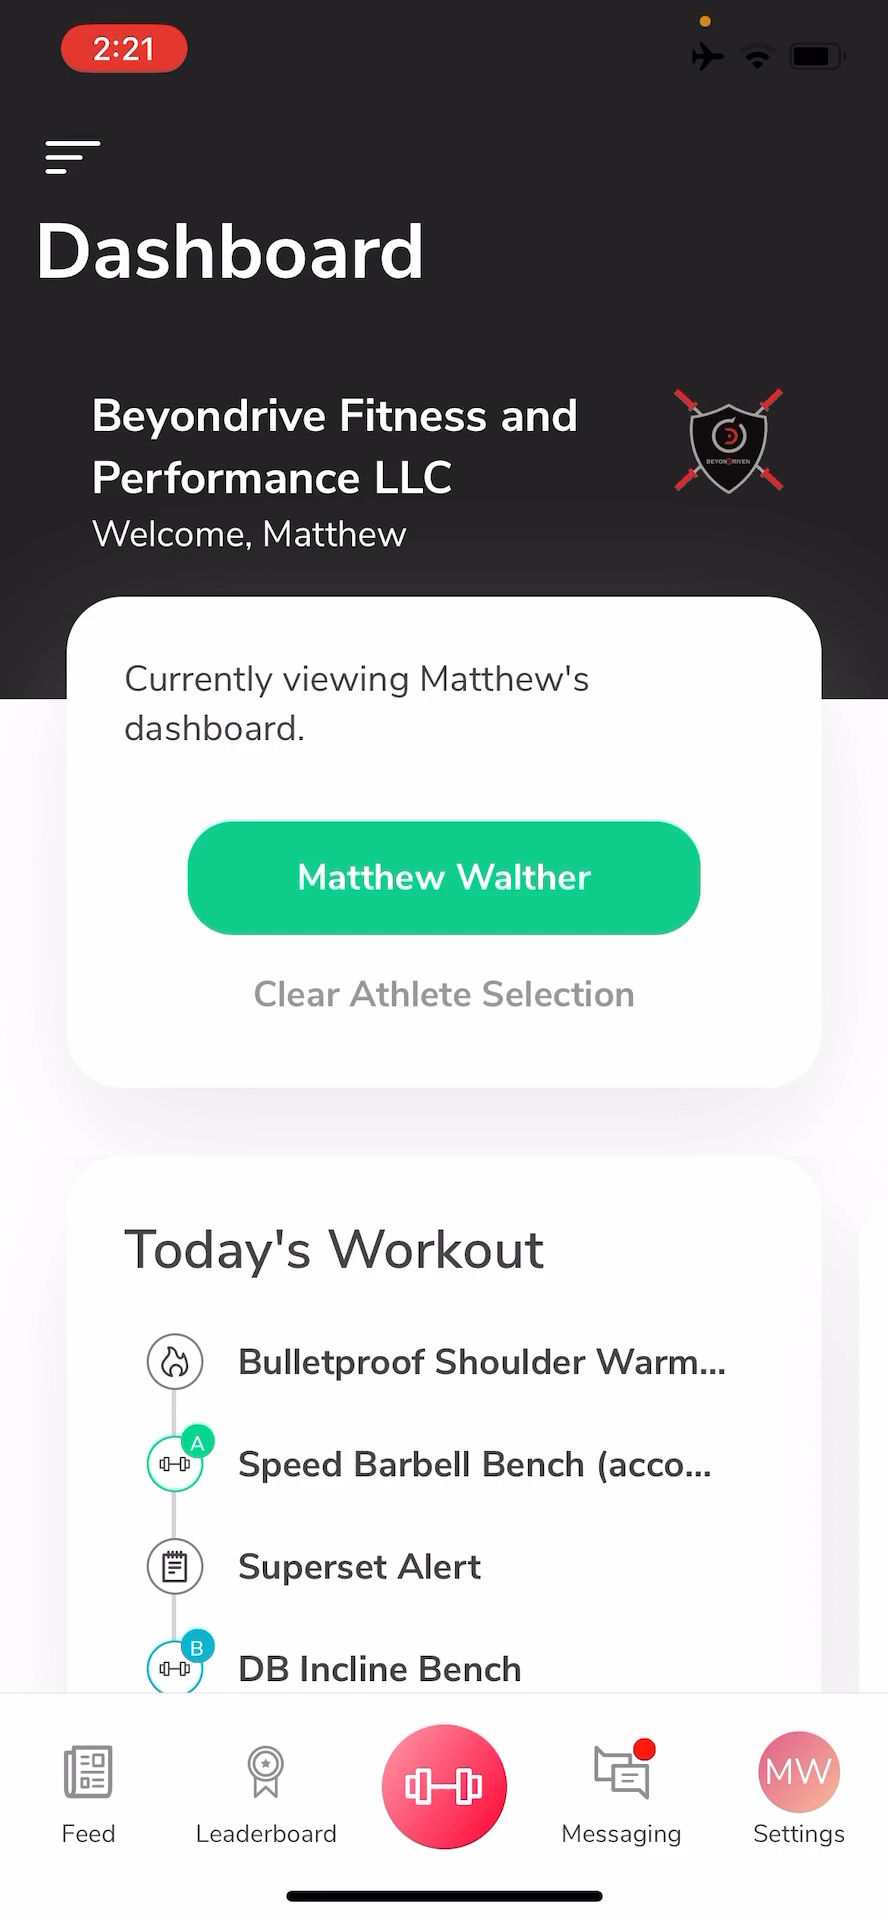 2:21
Dashboard
Beyondrive Fitness and
Performance LLC
Welcome, Matthew
Currently viewing Matthew's
dashboard.
Matthew Walther
Clear Athlete Selection
Today's Workout
Bulletproof Shoulder Warm...
A
Speed Barbell Bench (acco...
Superset Alert
B
DB Incline Bench
MW
Feed
Leaderboard
Messaging
Settings